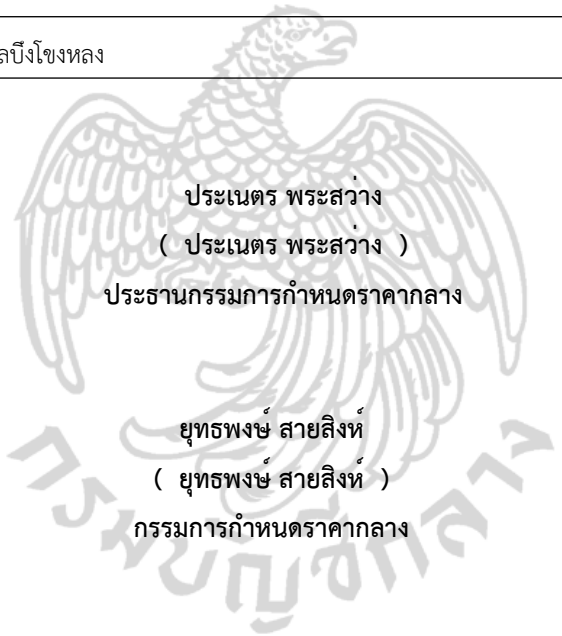 ลบึงโขงหลง
ประเนตร พระสว่าง
( ประเนตร พระสว่าง )
ประธานกรรมการกำหนดราคากลาง
ยุทธพงษ์ สายสิงห์
( ยุทธพงษ์ สายสิงห์ )
กรรมการกำหนดราคากลาง
กรมบัญชีกลาง